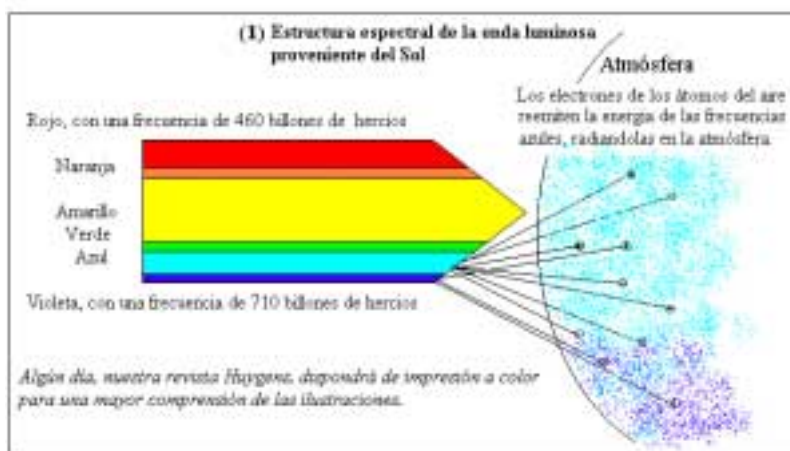 (1) Estructura espectral de la onda luminosa
proveniente del Sol
Atmósfera
Los electrones de los átomos del aire
reemiten la energia de las frecuencias
azules, radiandolas en la atmósfera
Rojo, con una frecuencia de 460 billones de hercios
Naranja
Amarillo
Verde
Azul
Violeta, con una frecuencia de 710 billones de hercios
Algún día, nuestra revista Huygens, dispondrá de impresión a color
para una mayor comprensión de las ilustraciones.